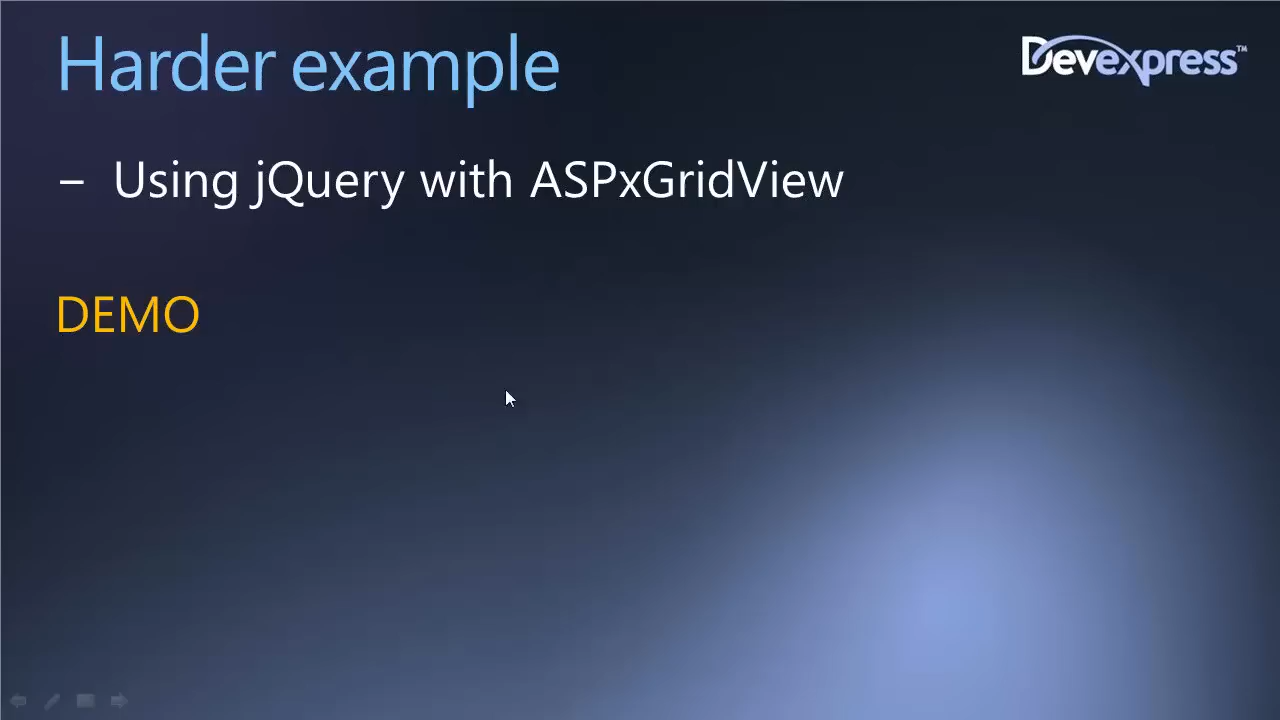 Harder example
Devexpress™
– Using jQuery with ASPxGridView
DEMO